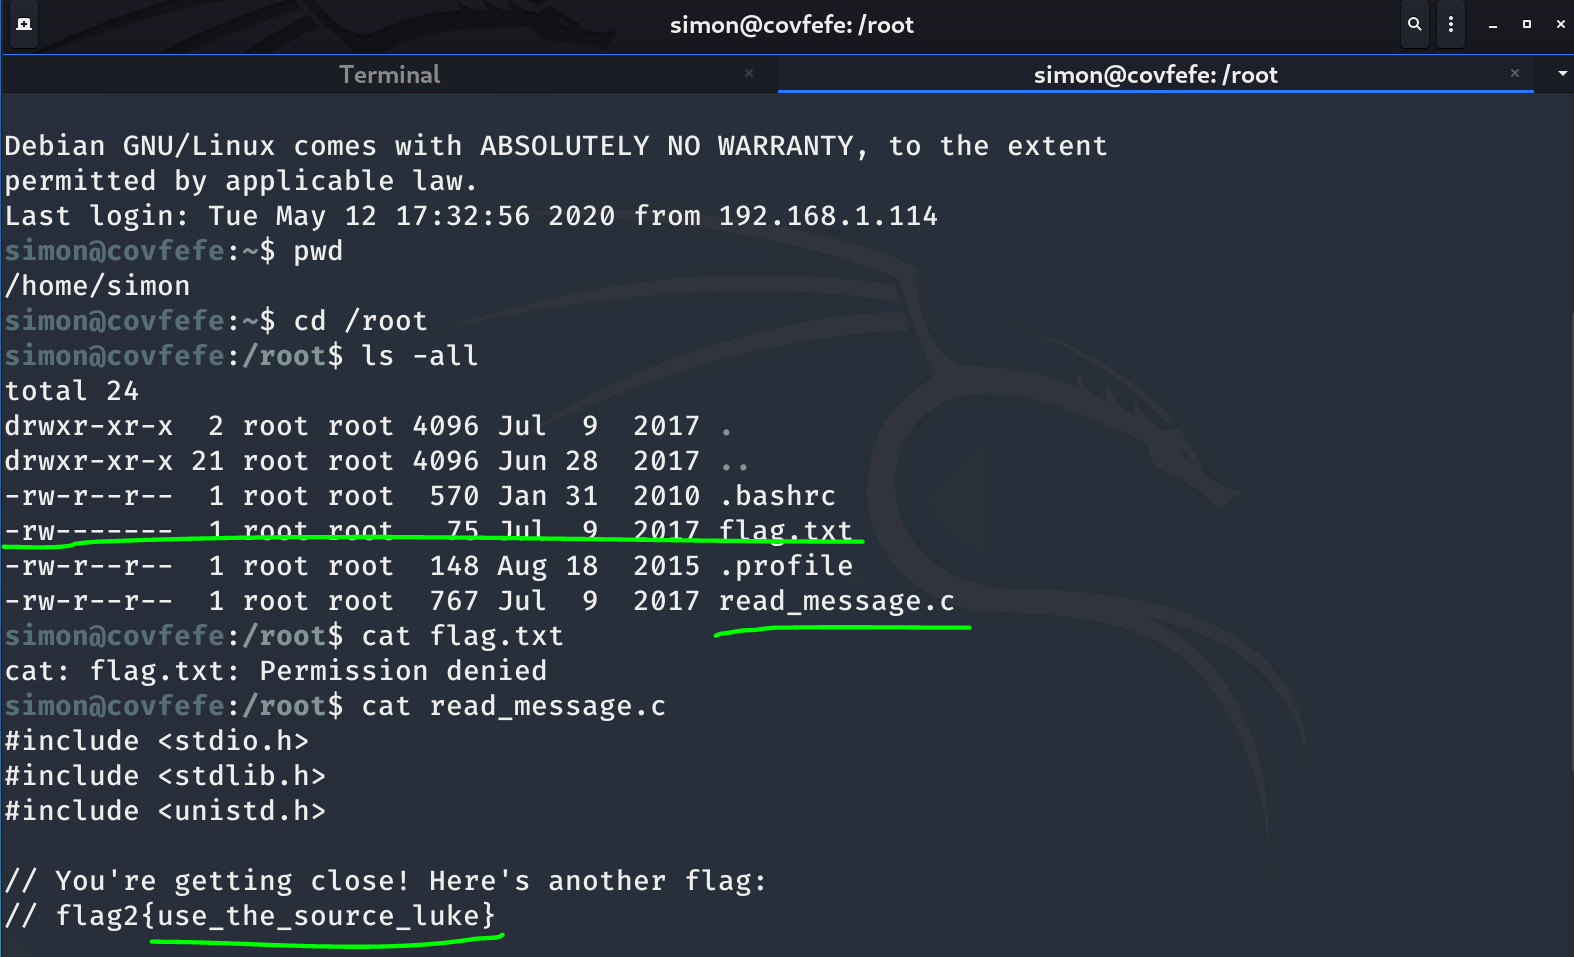 simon@covfefe: /root
Terminal
simon@covfefe: /root
Debian GNU/Linux comes with ABSOLUTELY NO WARRANTY, to the extent
permitted by applicable law.
Last login: Tue May 12 17:32:56 2020 from 192.168.1.114
simon@covfefe:~$ pwd
/home/simon
simon@covfefe:~$ cd /root
simon@covfefe:/root$ ls -all
total 24
drwxr-xr-x  2 root root 4096 Jul  9  2017 .
drwxr-xr-x 21 root root 4096 Jun 28  2017 ..
-rw-r--r--  1 root root  570 Jan 31  2010 .bashrc
-rw-------  1 root root   75 Jul  9  2017 flag.txt
-rw-r--r--  1 root root  148 Aug 18  2015 .profile
-rw-r--r--  1 root root  767 Jul  9  2017 read_message.c
simon@covfefe:/root$ cat flag.txt
cat: flag.txt: Permission denied
simon@covfefe:/root$ cat read_message.c
#include <stdio.h>
#include <stdlib.h>
#include <unistd.h>
// You're getting close! Here's another flag:
// flag2{use_the_source_luke}